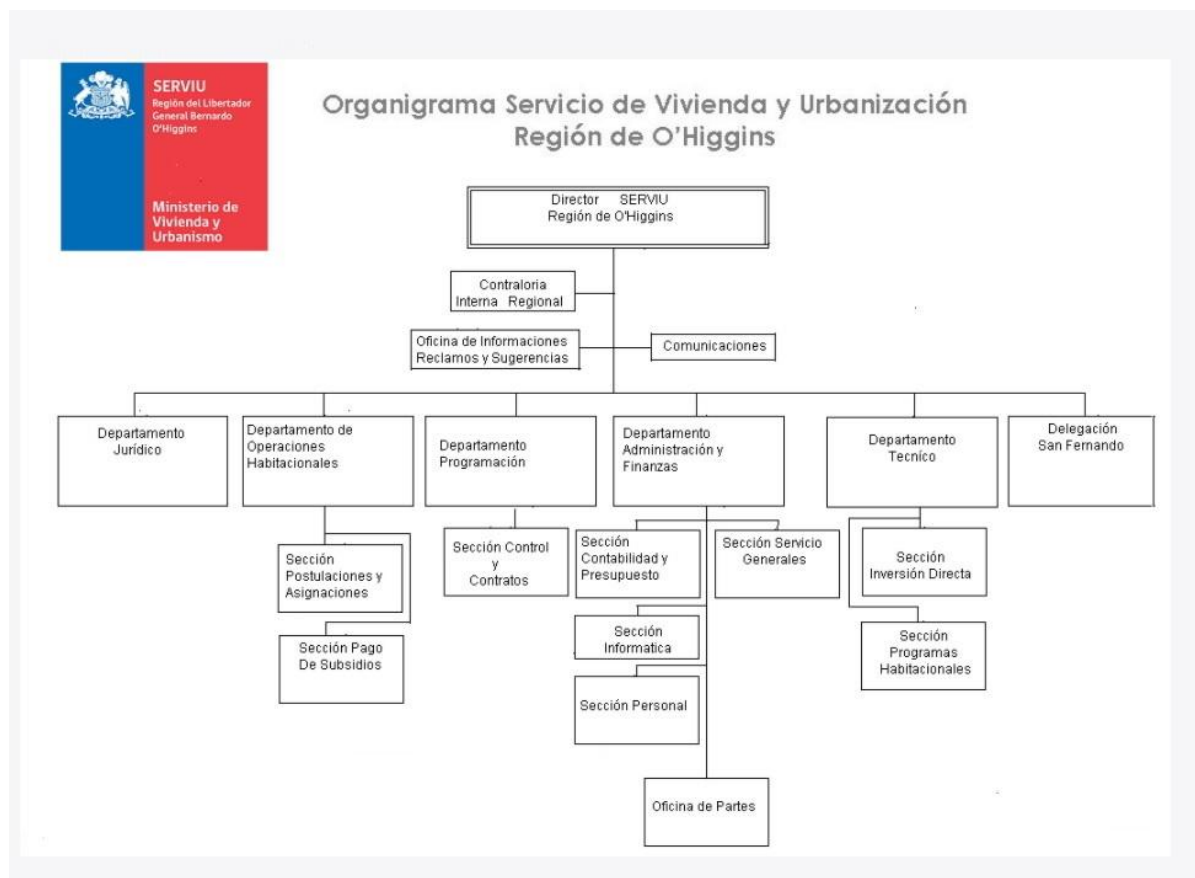 SERVIU
Región del Libertador
General Bernardo
O'Higgins
Ministerio de
Vivienda y
Urbanismo
Organigrama Servicio de Vivienda y Urbanización
Región de O'Higgins
Director SERVIU
Región de O'Higgins
Contraloria
Interna Regional
Oficina de Informaciones
Reclamos y Sugerencias
Comunicaciones
Departamento
Jurídico
Departamento de
Operaciones
Habitacionales
Departamento
Programación
Departamento
Administración y
Finanzas
Departamento
Tecníco
Delegación
San Fernando
Sección
Postulaciones y
Asignaciones
Sección Pago
De Subsidios
Sección Control
y
Contratos
Sección
Contabilidad y
Presupuesto
Sección Servicio
Generales
Sección
Informatica
Sección Personal
Oficina de Partes
Sección
Inversión Directa
Sección
Programas
Habitacionales